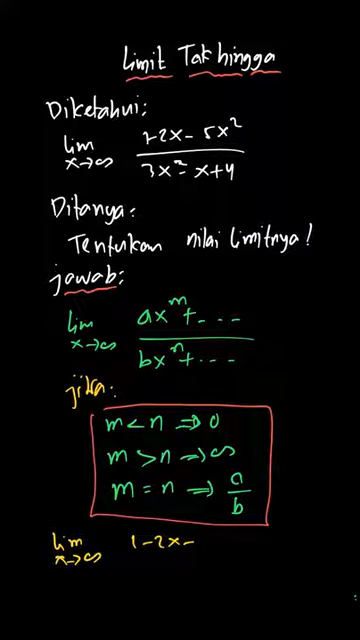 Limit Tak hingga
Diketahui:
lim x→∞ 1-2x-5x² / 3x²-x+4
Ditanya:
Tentukan nilai limitnya!
jawab:
lim x→∞ ax^m+--- / bx^n+---
jika:
m < n ⇒ 0
m > n ⇒ ∞
m = n ⇒ a/b
lim x→∞ 1-2x-